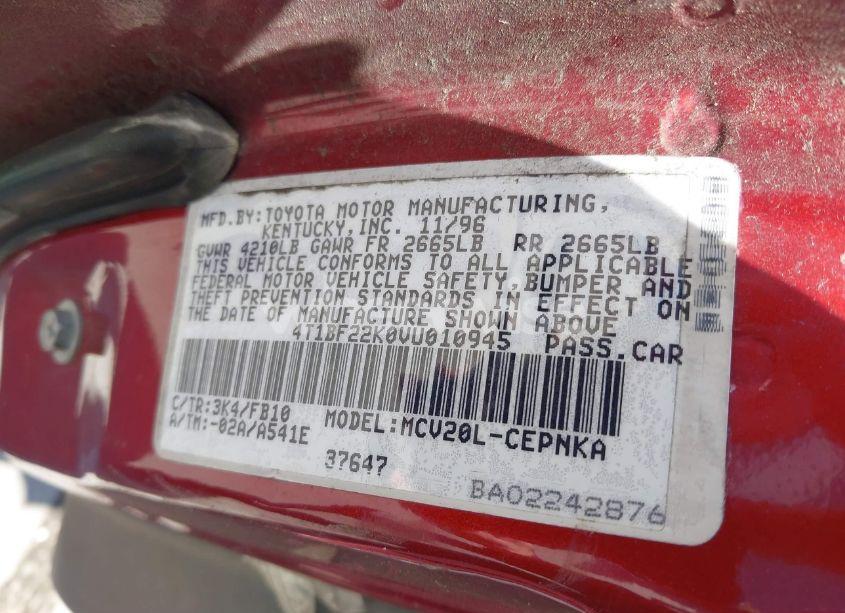 MFD.BY:TOYOTA MOTOR MANUFACTURING,
KENTUCKY,INC. 11/96
GVWR 4210LB GAWR FR 2665LB RR 2665LB
THIS VEHICLE CONFORMS TO ALL APPLICABLE
FEDERAL MOTOR VEHICLE SAFETY,BUMPER AND
THEFT PREVENTION STANDARDS IN EFFECT ON
THE DATE OF MANUFACTURE SHOWN ABOVE
4T1BF22K0VU010945 PASS.CAR
C/TR:3K4/FB10
A/TM:-02A/A541E
MODEL:MCV20L-CEPNKA
37647
BA02242876